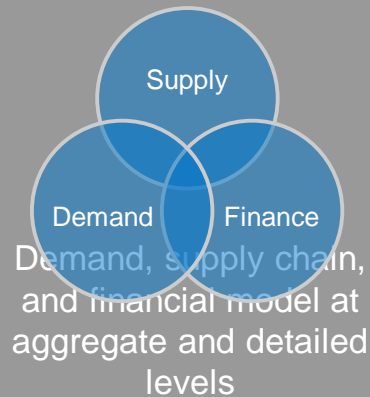 Supply
Demand Finance
Demand, supply chain,
and financial model at
aggregate and detailed
levels